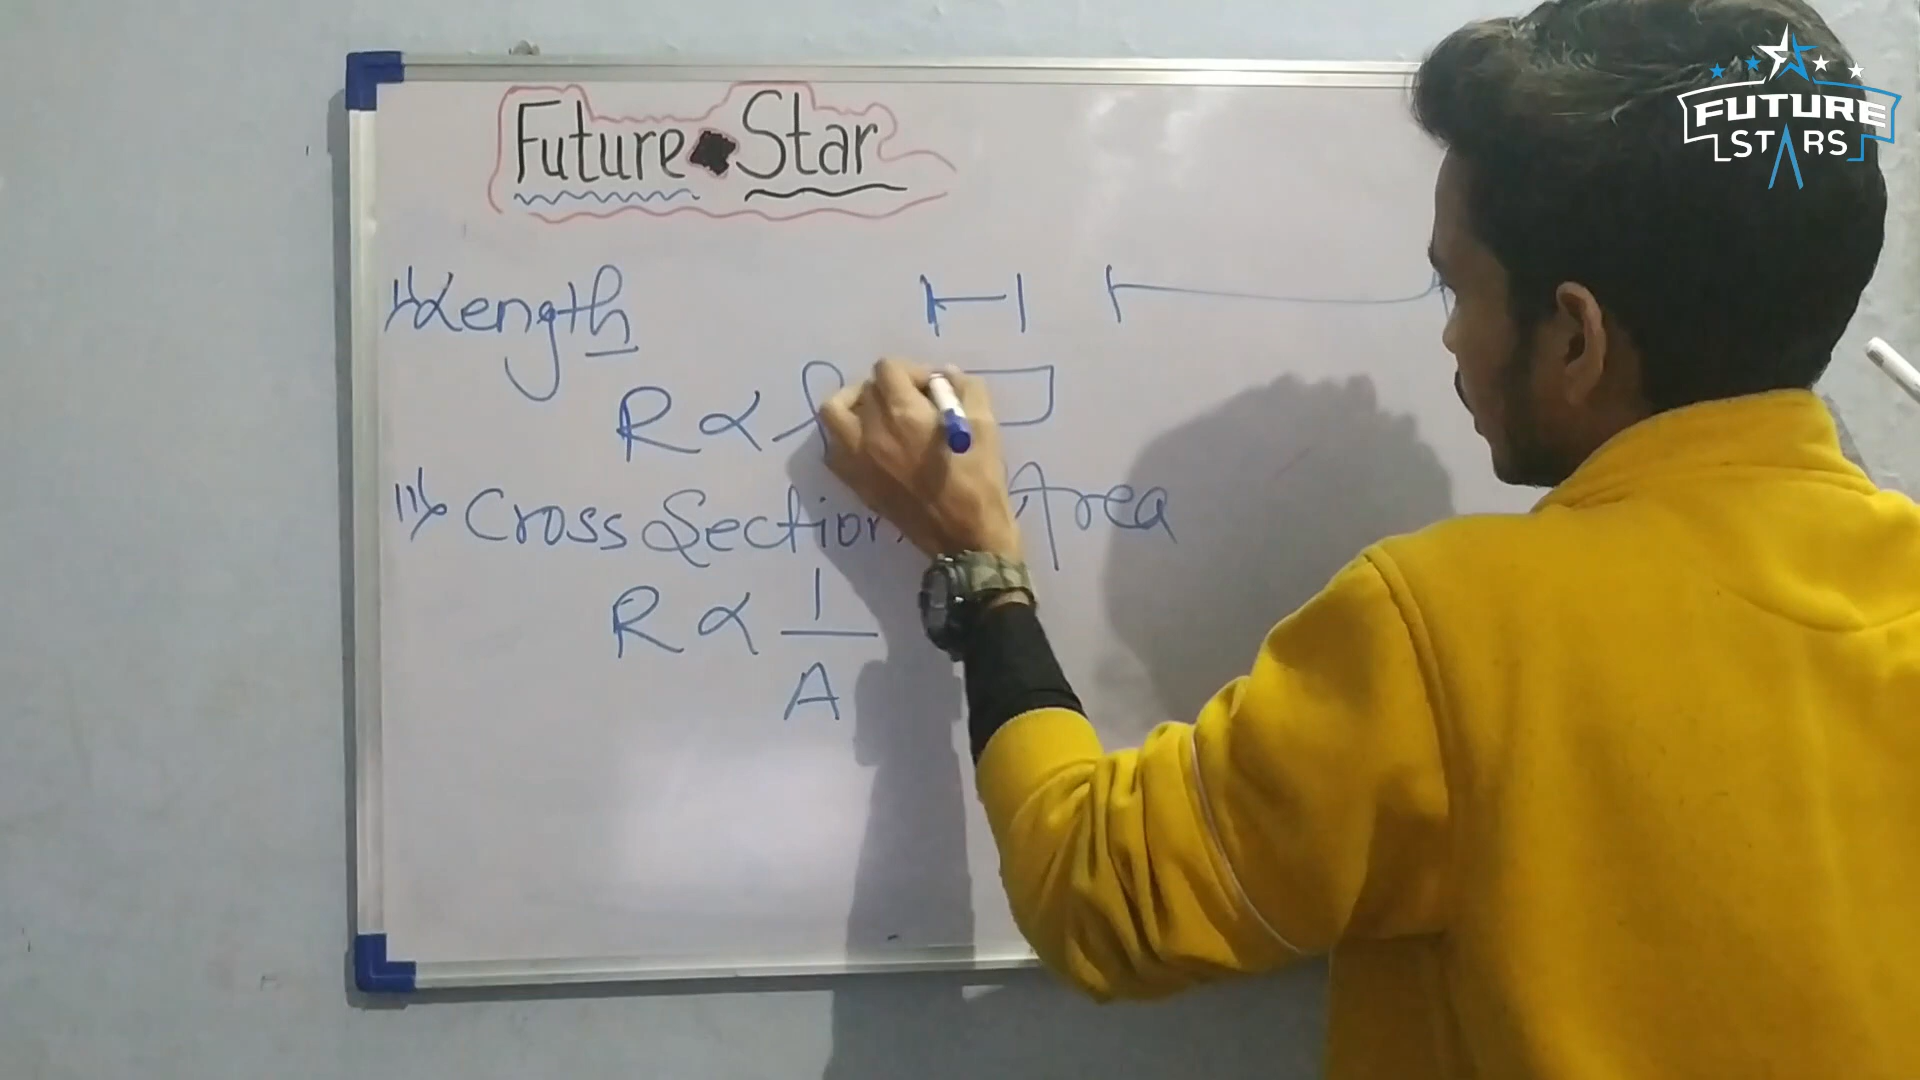 Future Star
FUTURE
STARS
i) Length
R ∝ l
ii) Cross Section Area
R ∝ 1
A